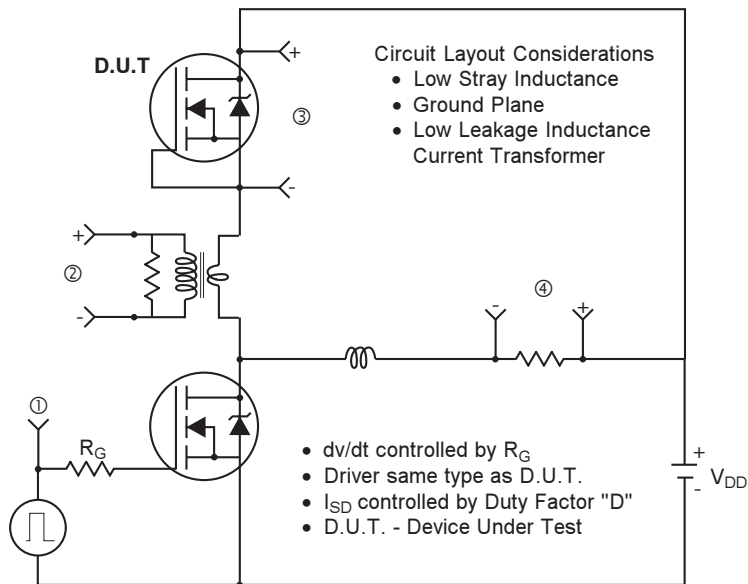 D.U.T
+
Circuit Layout Considerations
• Low Stray Inductance
• Ground Plane
• Low Leakage Inductance
Current Transformer
③
-
+
②
-
④
- +
①
R_G
• dv/dt controlled by R_G
• Driver same type as D.U.T.
• I_SD controlled by Duty Factor "D"
• D.U.T. - Device Under Test
+
V_DD
-